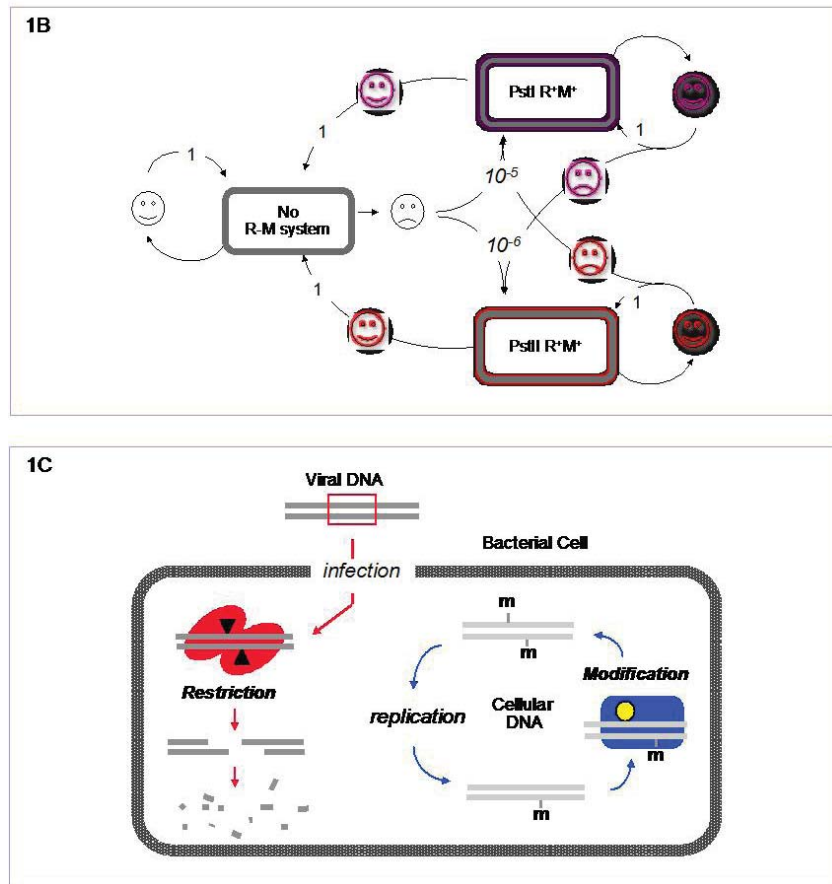 1B
PstI R⁺M⁺
1
1
1
10⁻⁵
No
R-M system
10⁻⁶
1
1
PstII R⁺M⁺
1C
Viral DNA
Bacterial Cell
infection
m
m
Restriction
Modification
replication
Cellular
DNA
m
m